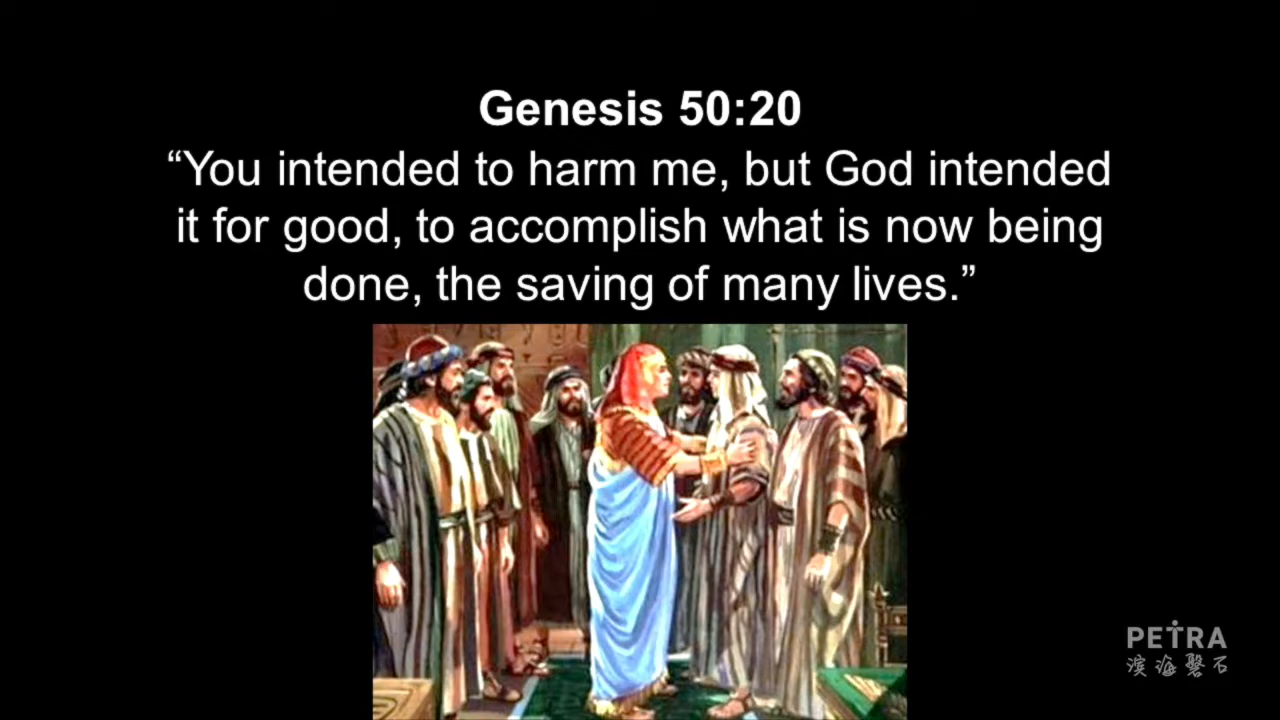 Genesis 50:20
“You intended to harm me, but God intended
it for good, to accomplish what is now being
done, the saving of many lives.”
PETRA
滨海磐石